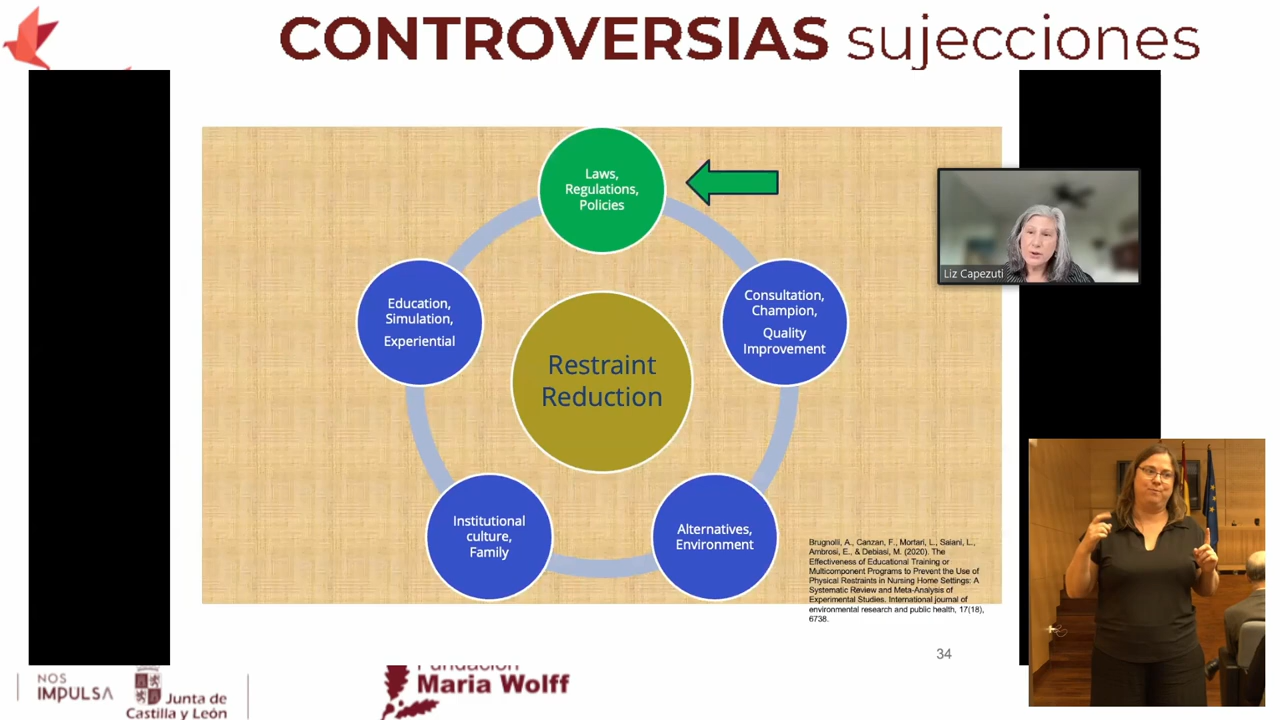 CONTROVERSIAS sujecciones
Laws,
Regulations,
Policies
Liz Capezuti
Education,
Simulation,
Experiential
Consultation,
Champion,
Quality
Improvement
Restraint
Reduction
Institutional
culture,
Family
Alternatives,
Environment
Brugnolli, A., Canzan, F., Mortari, L., Saiani, L.,
Ambrosi, E., & Debiasi, M. (2020). The
Effectiveness of Educational Training or
Multicomponent Programs to Prevent the Use of
Physical Restraints in Nursing Home Settings: A
Systematic Review and Meta-Analysis of
Experimental Studies. International journal of
environmental research and public health, 17(18),
6738.
34
NOS
IMPULSA
Junta de
Castilla y León
Fundación
Maria Wolff